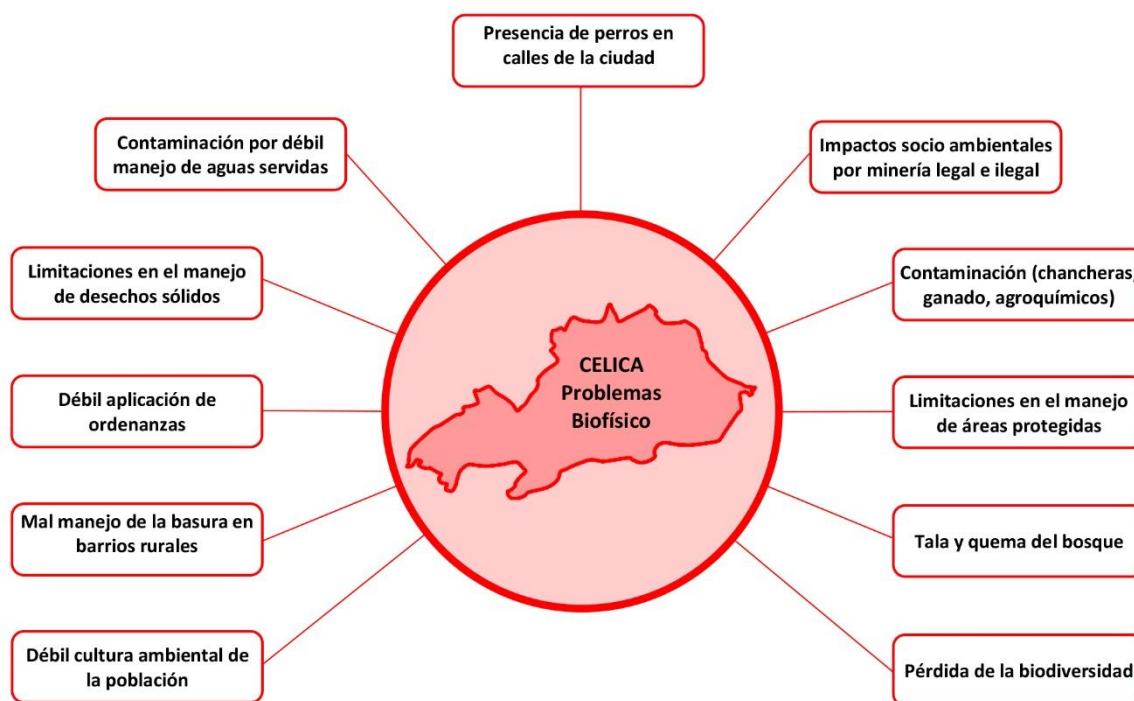 Presencia de perros en
calles de la ciudad
Contaminación por débil
manejo de aguas servidas
Impactos socio ambientales
por minería legal e ilegal
Limitaciones en el manejo
de desechos sólidos
Contaminación (chancheras,
ganado, agroquímicos)
CELICA
Problemas
Biofísico
Débil aplicación de
ordenanzas
Limitaciones en el manejo
de áreas protegidas
Mal manejo de la basura en
barrios rurales
Tala y quema del bosque
Débil cultura ambiental de
la población
Pérdida de la biodiversidad